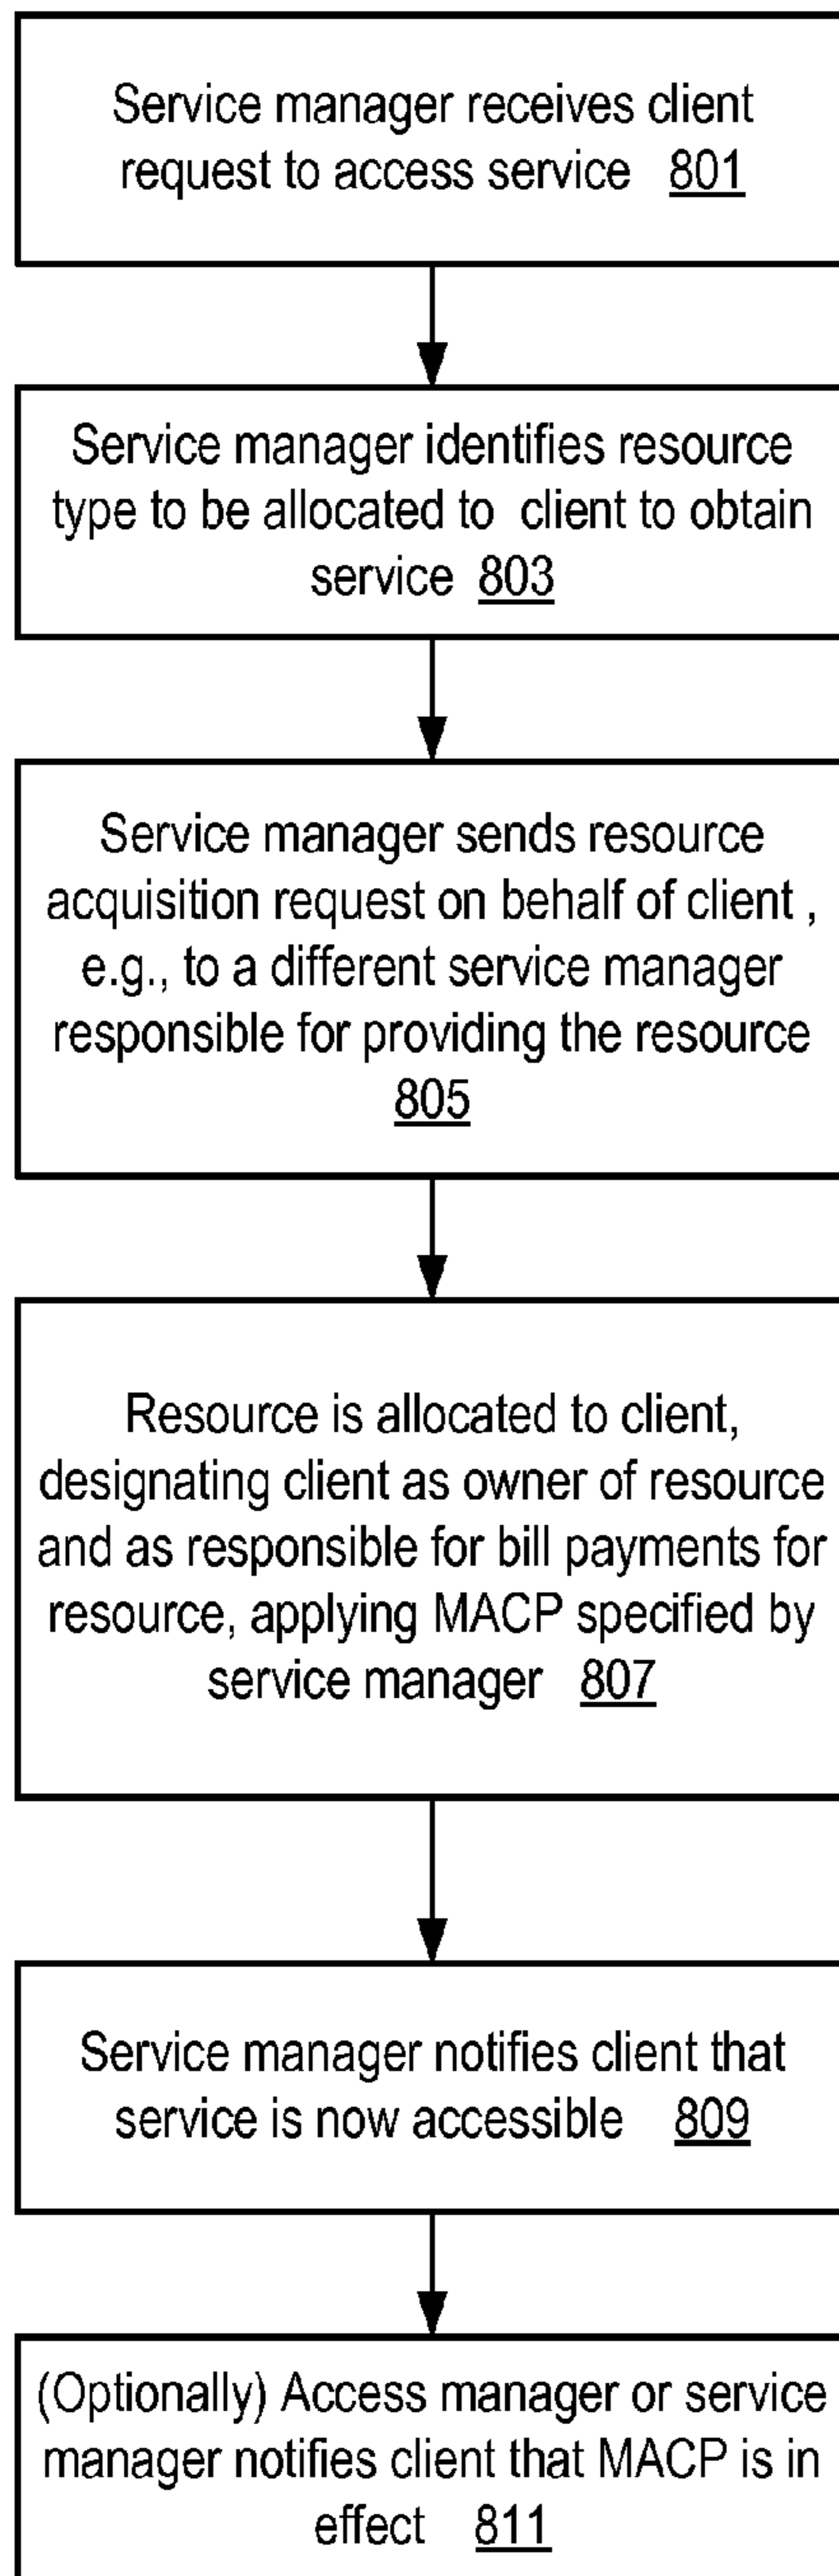 Service manager receives client
request to access service 801
Service manager identifies resource
type to be allocated to client to obtain
service 803
Service manager sends resource
acquisition request on behalf of client ,
e.g., to a different service manager
responsible for providing the resource
805
Resource is allocated to client,
designating client as owner of resource
and as responsible for bill payments for
resource, applying MACP specified by
service manager 807
Service manager notifies client that
service is now accessible 809
(Optionally) Access manager or service
manager notifies client that MACP is in
effect 811